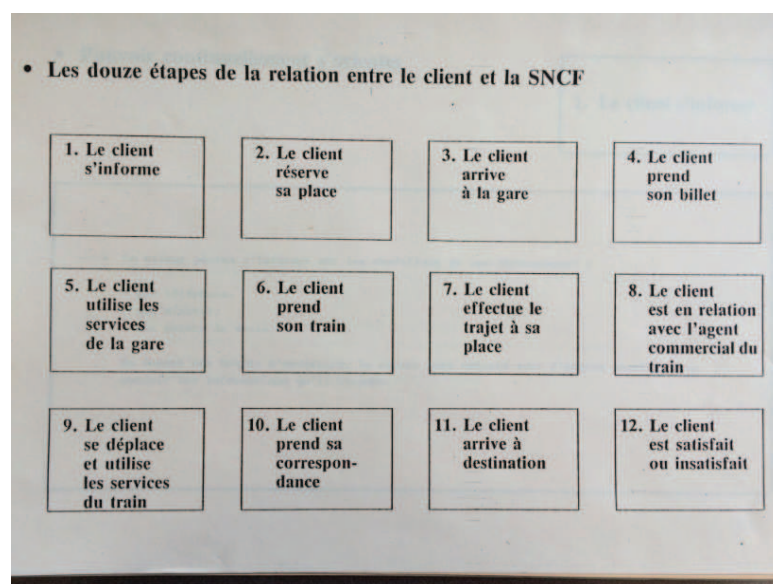 • Les douze étapes de la relation entre le client et la SNCF
1. Le client
s'informe
2. Le client
réserve
sa place
3. Le client
arrive
à la gare
4. Le client
prend
son billet
5. Le client
utilise les
services
de la gare
6. Le client
prend
son train
7. Le client
effectue le
trajet à sa
place
8. Le client
est en relation
avec l'agent
commercial du
train
9. Le client
se déplace
et utilise
les services
du train
10. Le client
prend sa
correspon-
dance
11. Le client
arrive à
destination
12. Le client
est satisfait
ou insatisfait